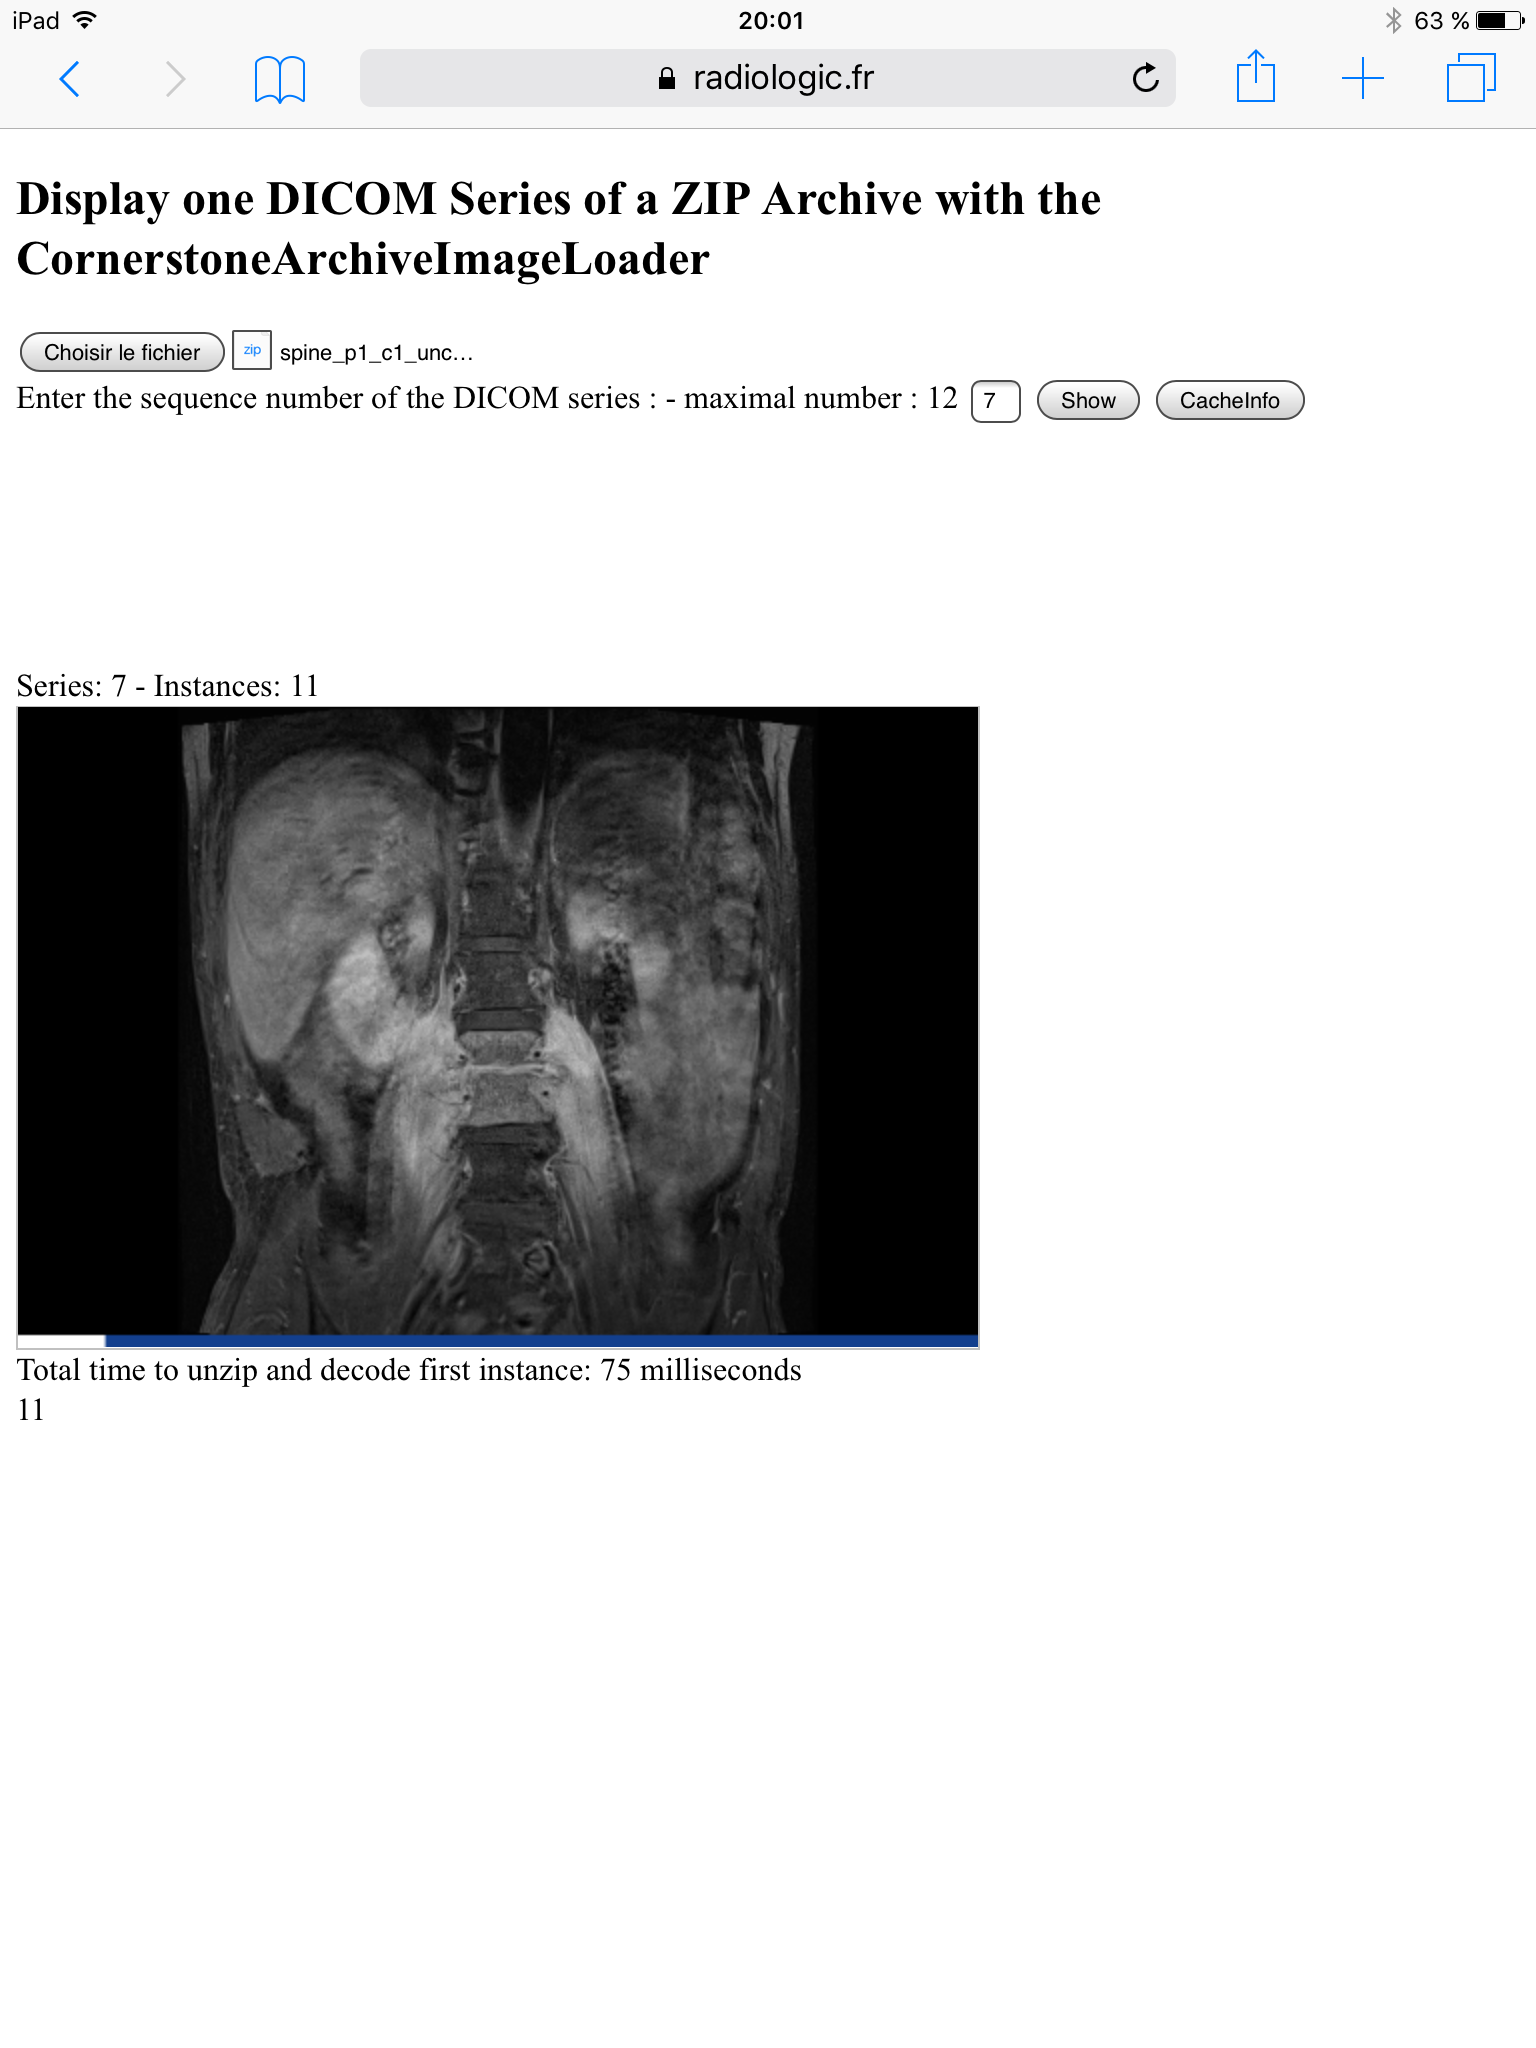 iPad 20:01 63 %
radiologic.fr
Display one DICOM Series of a ZIP Archive with the
CornerstoneArchiveImageLoader
Choisir le fichier zip spine_p1_c1_unc...
Enter the sequence number of the DICOM series : - maximal number : 12 7 Show CacheInfo
Series: 7 - Instances: 11
Total time to unzip and decode first instance: 75 milliseconds
11